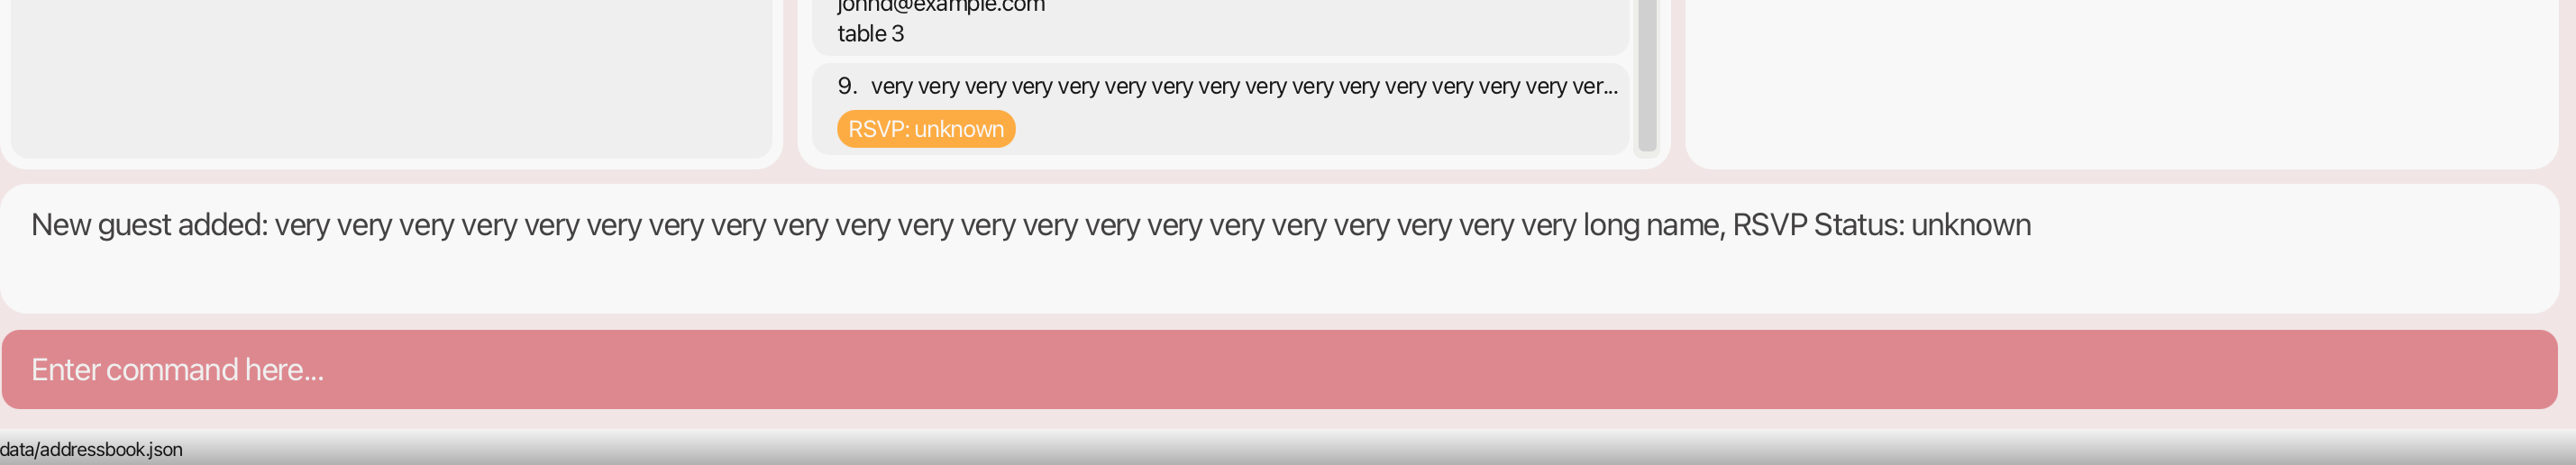 johnd@example.com
table 3
9. very very very very very very very very very very very very very very very ver...
RSVP: unknown
New guest added: very very very very very very very very very very very very very very very very very very very very very long name, RSVP Status: unknown
Enter command here...
data/addressbook.json